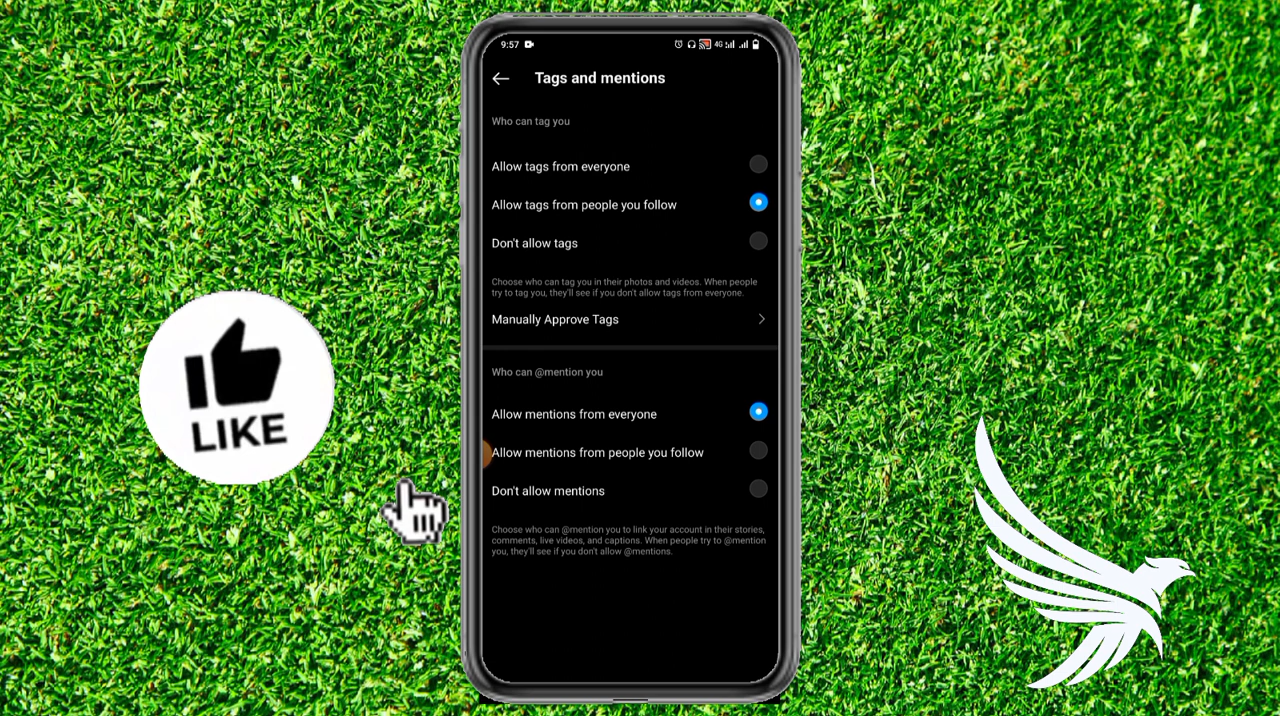 9:57
4G
Tags and mentions
Who can tag you
Allow tags from everyone
Allow tags from people you follow
Don't allow tags
Choose who can tag you in their photos and videos. When people
try to tag you, they'll see if you don't allow tags from everyone.
Manually Approve Tags
Who can @mention you
Allow mentions from everyone
Allow mentions from people you follow
Don't allow mentions
Choose who can @mention you to link your account in their stories,
comments, live videos, and captions. When people try to @mention
you, they'll see if you don't allow @mentions.
LIKE